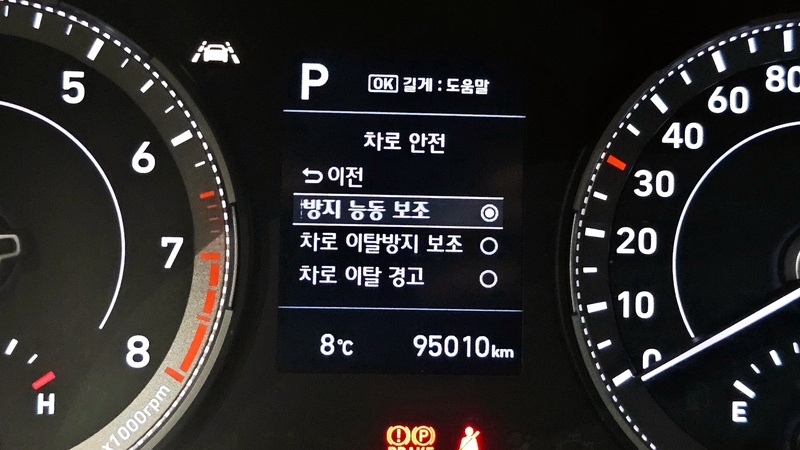 5
6
7
8
x1000rpm
H
P
OK 길게 : 도움말
차로 안전
이전
방지 능동 보조
차로 이탈방지 보조
차로 이탈 경고
8℃
95010km
P
BRAKE
80
60
40
30
20
10
0
E